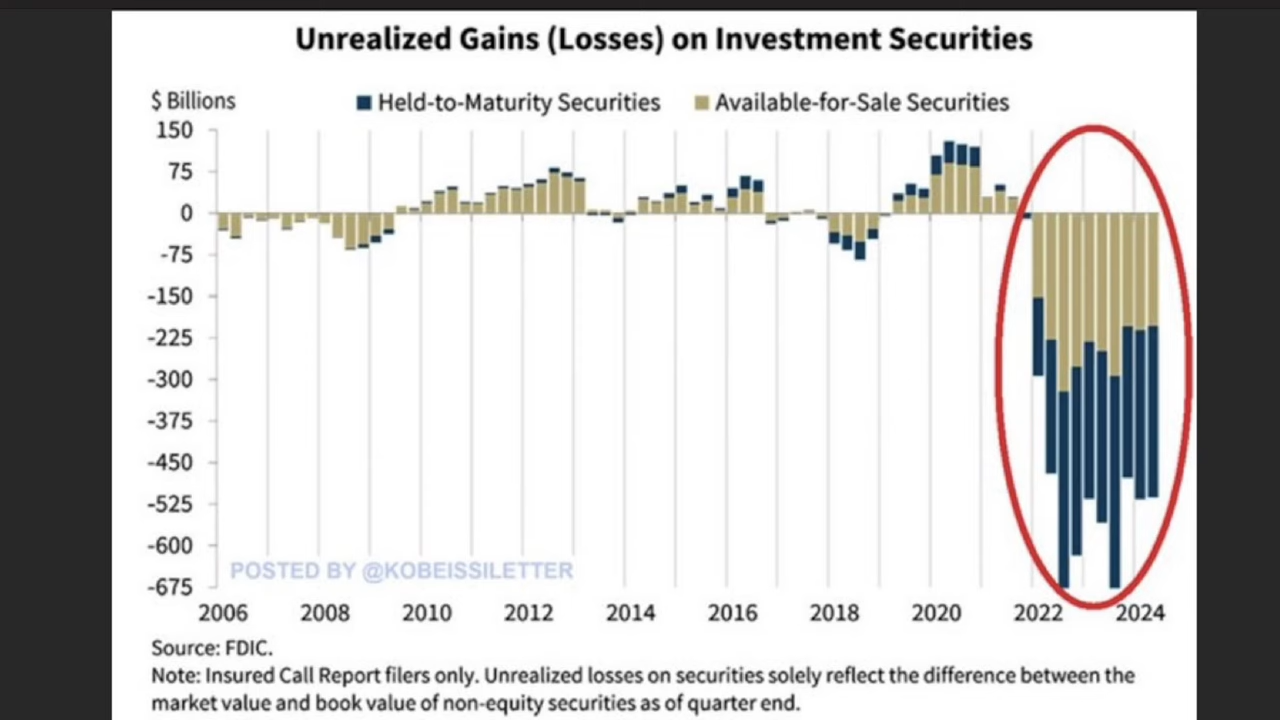 Unrealized Gains (Losses) on Investment Securities
$ Billions
Held-to-Maturity Securities
Available-for-Sale Securities
150
75
0
-75
-150
-225
-300
-375
-450
-525
-600
-675
POSTED BY @KOBEISSILETTER
2006 2008 2010 2012 2014 2016 2018 2020 2022 2024
Source: FDIC.
Note: Insured Call Report filers only. Unrealized losses on securities solely reflect the difference between the
market value and book value of non-equity securities as of quarter end.